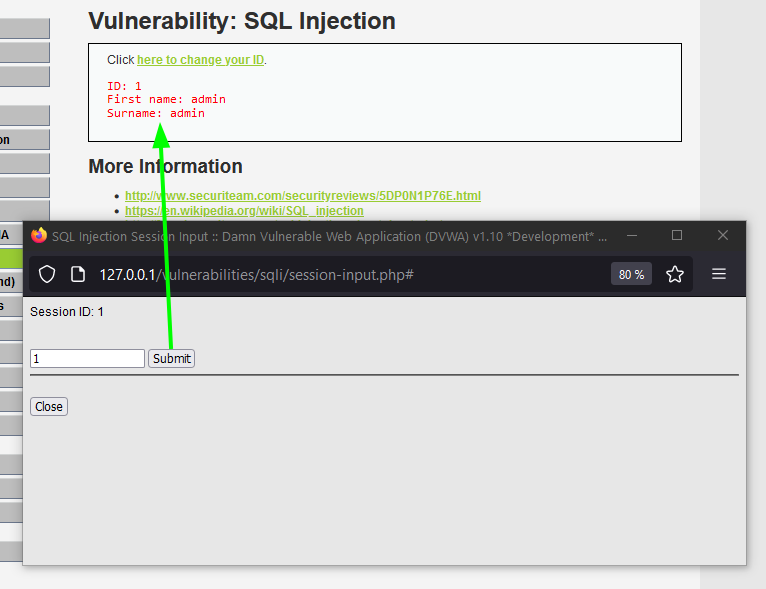 Vulnerability: SQL Injection
Click here to change your ID.
ID: 1
First name: admin
Surname: admin
More Information
http://www.securiteam.com/securityreviews/5DP0N1P76E.html
https://en.wikipedia.org/wiki/SQL_injection
on
HA
nd)
s
SQL Injection Session Input :: Damn Vulnerable Web Application (DVWA) v1.10 *Development* ...
127.0.0.1/vulnerabilities/sqli/session-input.php#
80 %
Session ID: 1
1
Submit
Close